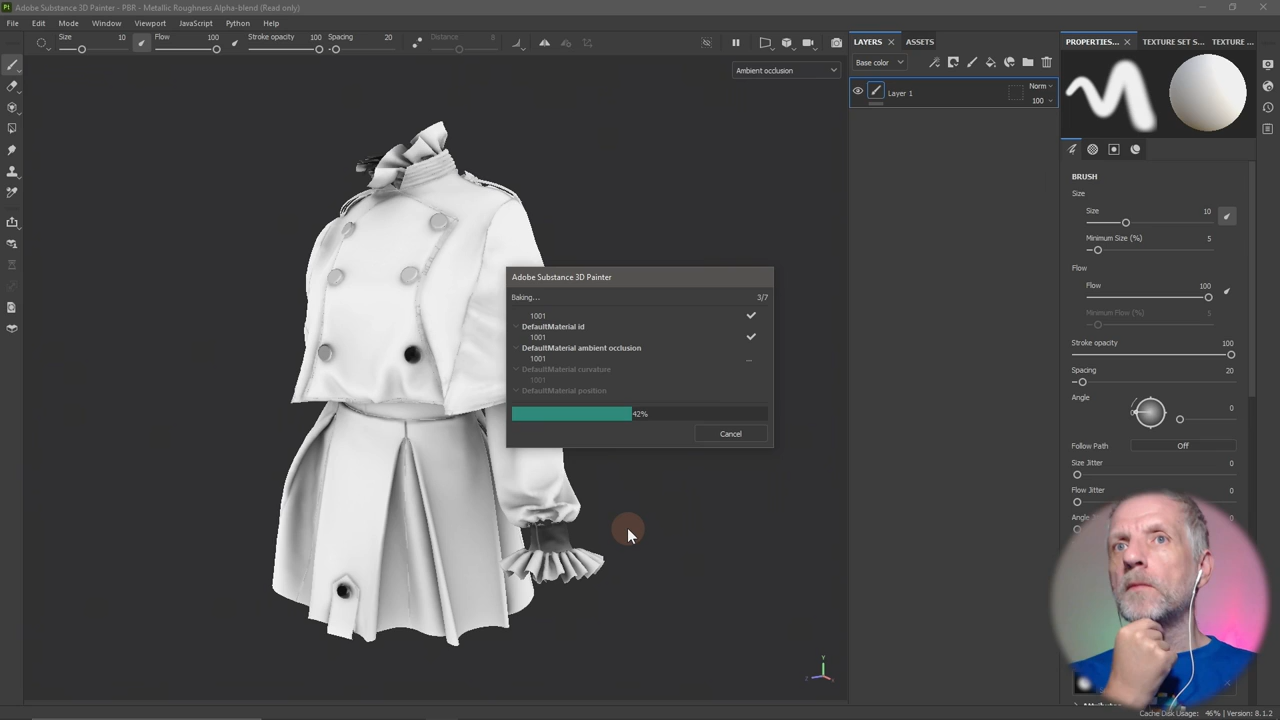 Pt Adobe Substance 3D Painter - PBR - Metallic Roughness Alpha-blend (Read only)
File Edit Mode Window Viewport JavaScript Python Help
Size 10 Flow 100 Stroke opacity 100 Spacing 20 Distance 8
Ambient occlusion
LAYERS ASSETS
Base color
Layer 1
Norm
100
PROPERTIES... TEXTURE SET S... TEXTURE ...
BRUSH
Size
Size 10
Minimum Size (%) 5
Flow
Flow 100
Minimum Flow (%) 5
Stroke opacity 100
Spacing 20
Angle
0
Follow Path Off
Size Jitter 0
Flow Jitter 0
Adobe Substance 3D Painter
Baking... 3/7
1001
DefaultMaterial id
1001
DefaultMaterial ambient occlusion
1001 ...
DefaultMaterial curvature
1001
DefaultMaterial position
42%
Cancel
Y
Cache Disk Usage: 46% | Version: 8.1.2